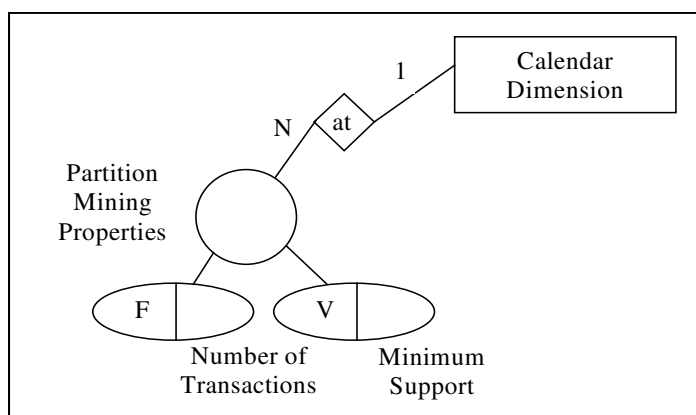 Calendar
Dimension
1
at
N
Partition
Mining
Properties
F
V
Number of
Transactions
Minimum
Support